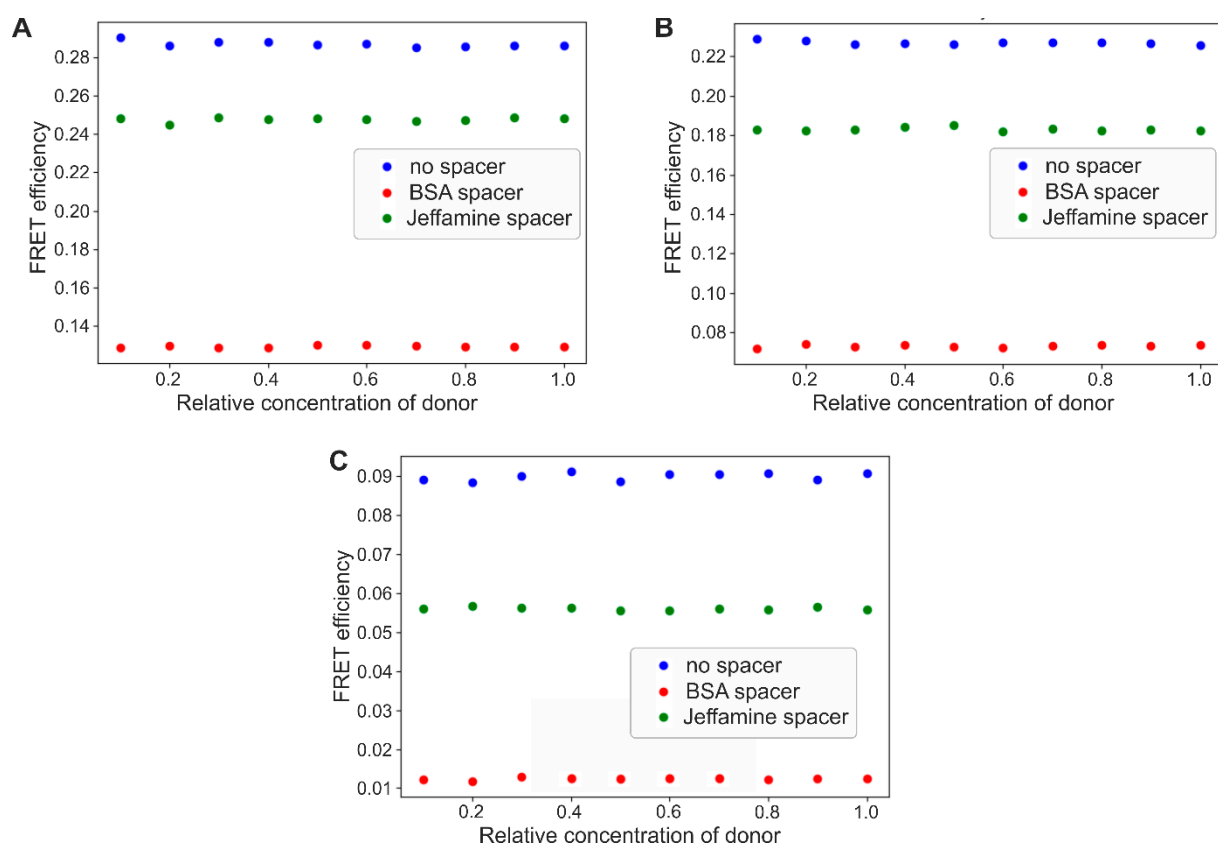 A
FRET efficiency
0.28
0.26
0.24
0.22
0.20
0.18
0.16
0.14
no spacer
BSA spacer
Jeffamine spacer
0.2 0.4 0.6 0.8 1.0
Relative concentration of donor
B
FRET efficiency
0.22
0.20
0.18
0.16
0.14
0.12
0.10
0.08
no spacer
BSA spacer
Jeffamine spacer
0.2 0.4 0.6 0.8 1.0
Relative concentration of donor
C
FRET efficiency
0.09
0.08
0.07
0.06
0.05
0.04
0.03
0.02
0.01
no spacer
BSA spacer
Jeffamine spacer
0.2 0.4 0.6 0.8 1.0
Relative concentration of donor